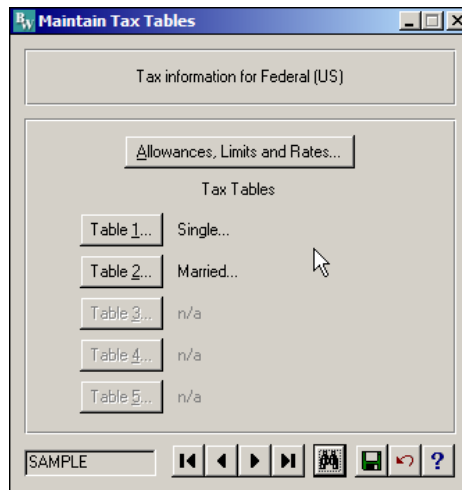 BW Maintain Tax Tables
Tax information for Federal (US)
Allowances, Limits and Rates...
Tax Tables
Table 1... Single...
Table 2... Married...
Table 3... n/a
Table 4... n/a
Table 5... n/a
SAMPLE ?